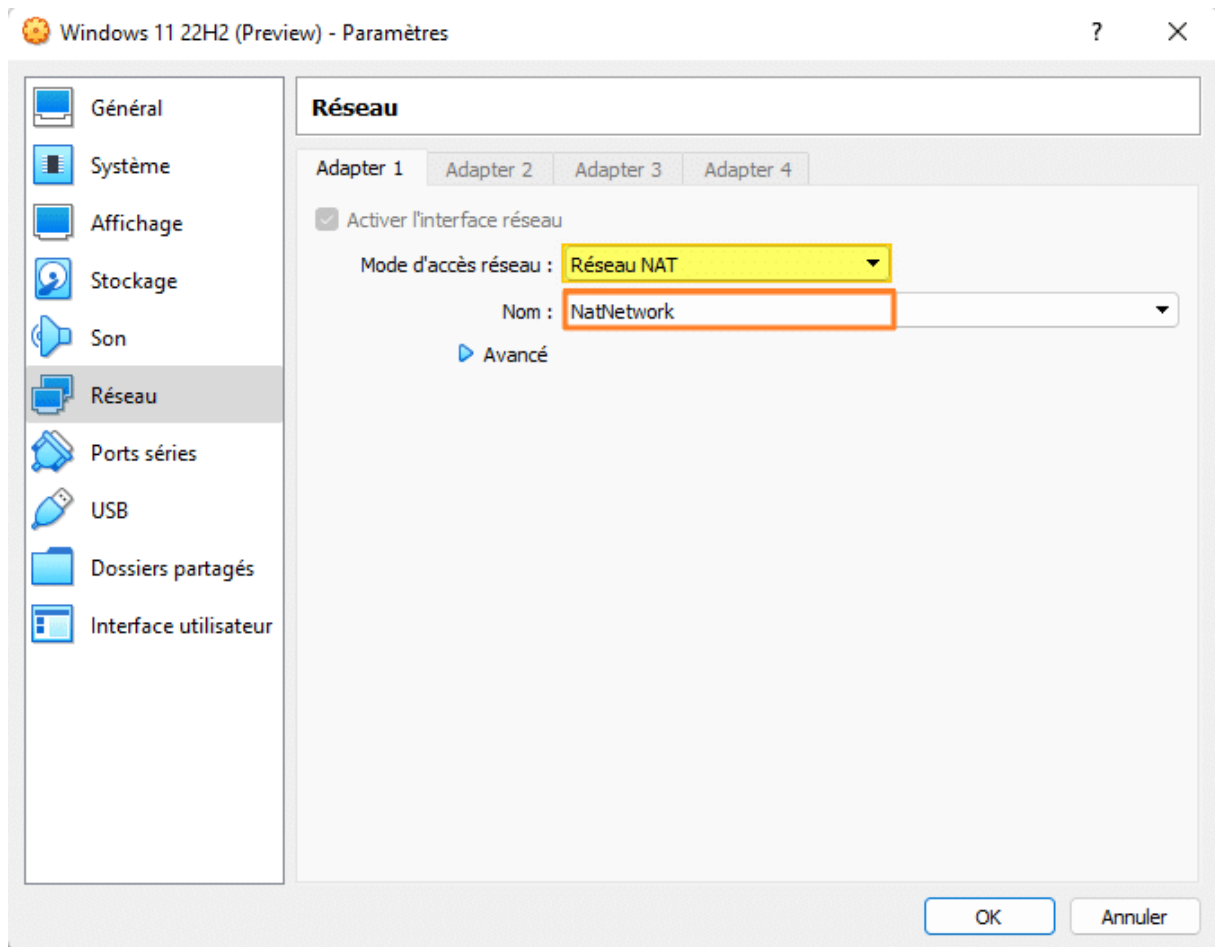 Windows 11 22H2 (Preview) - Paramètres ?
Général
Système
Affichage
Stockage
Son
Réseau
Ports séries
USB
Dossiers partagés
Interface utilisateur
Réseau
Adapter 1 Adapter 2 Adapter 3 Adapter 4
Activer l'interface réseau
Mode d'accès réseau : Réseau NAT
Nom : NatNetwork
Avancé
OK Annuler